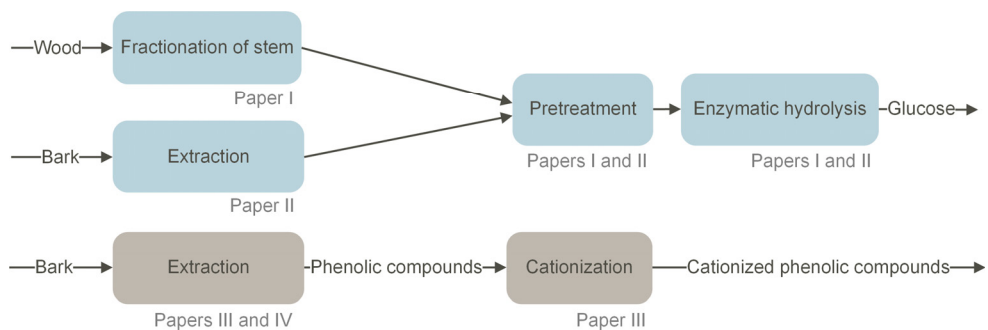 Wood
Fractionation of stem
Paper I
Bark
Extraction
Paper II
Pretreatment
Papers I and II
Enzymatic hydrolysis
Papers I and II
Glucose
Bark
Extraction
Papers III and IV
Phenolic compounds
Cationization
Paper III
Cationized phenolic compounds